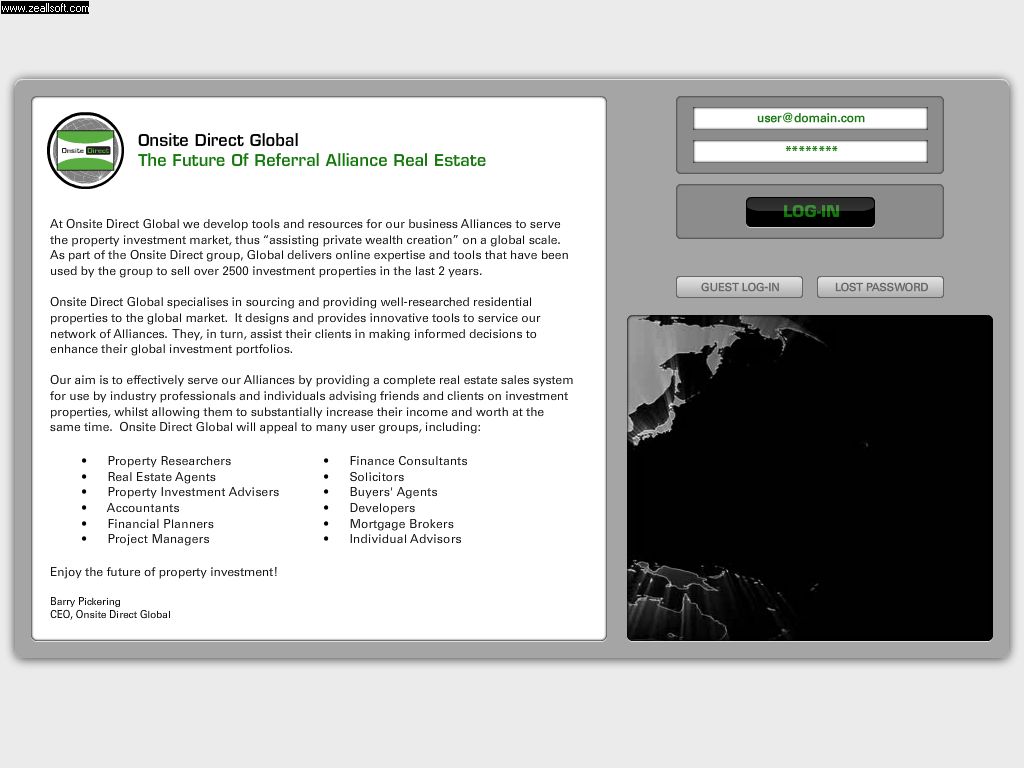 www.zeallsoft.com
Onsite Direct
Onsite Direct Global
The Future Of Referral Alliance Real Estate
At Onsite Direct Global we develop tools and resources for our business Alliances to serve
the property investment market, thus “assisting private wealth creation” on a global scale.
As part of the Onsite Direct group, Global delivers online expertise and tools that have been
used by the group to sell over 2500 investment properties in the last 2 years.
Onsite Direct Global specialises in sourcing and providing well-researched residential
properties to the global market.  It designs and provides innovative tools to service our
network of Alliances. They, in turn, assist their clients in making informed decisions to
enhance their global investment portfolios.
Our aim is to effectively serve our Alliances by providing a complete real estate sales system
for use by industry professionals and individuals advising friends and clients on investment
properties, whilst allowing them to substantially increase their income and worth at the
same time.  Onsite Direct Global will appeal to many user groups, including:
• Property Researchers
• Real Estate Agents
• Property Investment Advisers
• Accountants
• Financial Planners
• Project Managers
• Finance Consultants
• Solicitors
• Buyers' Agents
• Developers
• Mortgage Brokers
• Individual Advisors
Enjoy the future of property investment!
Barry Pickering
CEO, Onsite Direct Global
user@domain.com
********
LOG-IN
GUEST LOG-IN
LOST PASSWORD